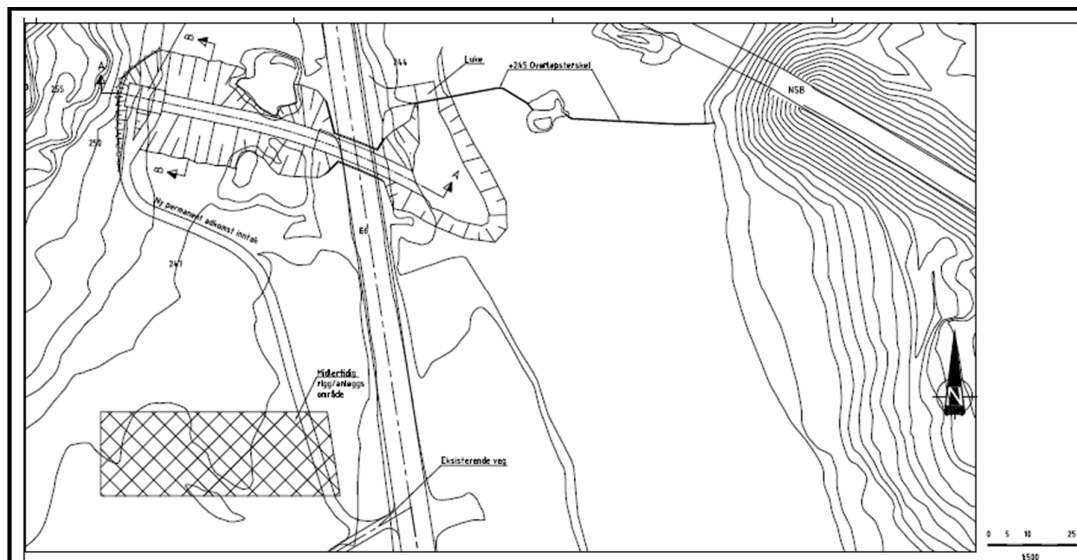 B
A
255
250
B
244
Luke
+245 Overløpsterskel
NSB
A
Ny permanent adkomst inntak
E6
247
Midlertidig
rigg/anleggs
område
N
Eksisterende veg
0 5 10 25
1:500